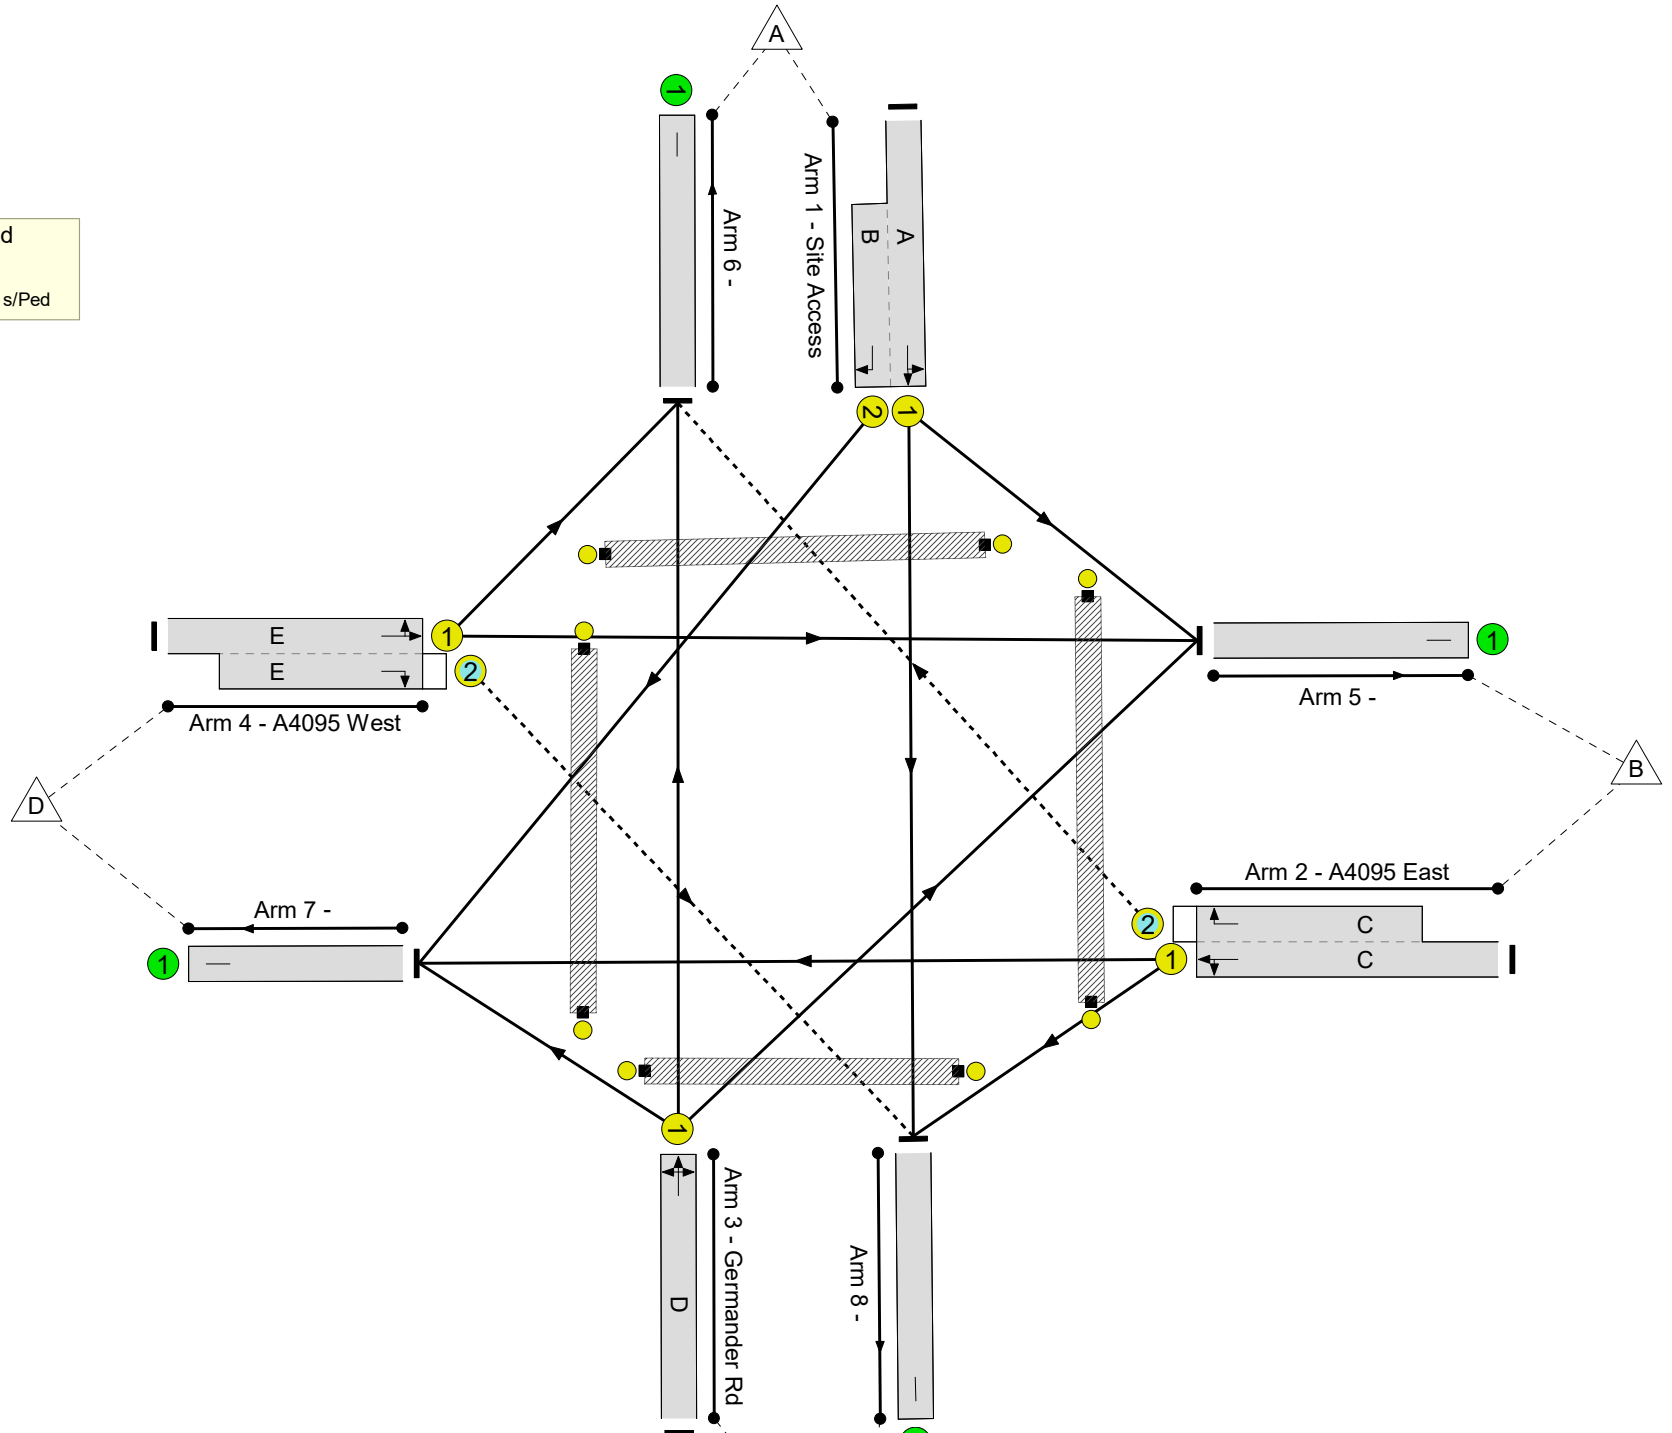 A
1
Arm 6 -
Arm 1 - Site Access
B
A
d
s/Ped
2
1
E
1
E
2
Arm 4 - A4095 West
1
Arm 5 -
D
B
Arm 2 - A4095 East
Arm 7 -
2
C
1
1
C
1
Arm 3 - Germander Rd
D
Arm 8 -